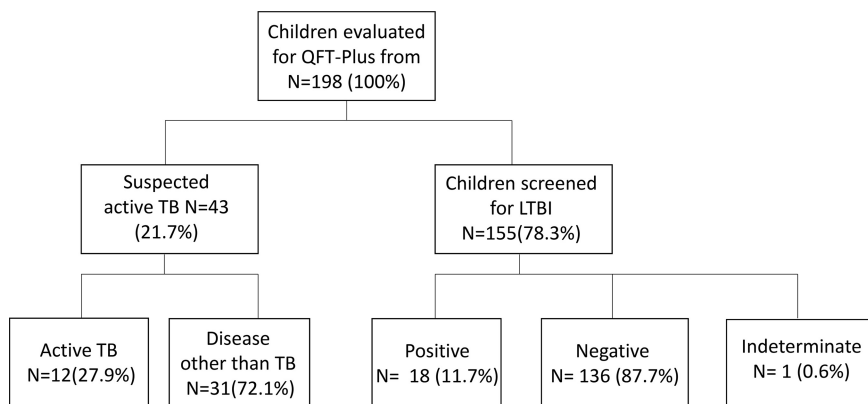 Children evaluated
for QFT-Plus from
N=198 (100%)
Suspected
active TB N=43
(21.7%)
Children screened
for LTBI
N=155(78.3%)
Active TB
N=12(27.9%)
Disease
other than TB
N=31(72.1%)
Positive
N= 18 (11.7%)
Negative
N= 136 (87.7%)
Indeterminate
N= 1 (0.6%)